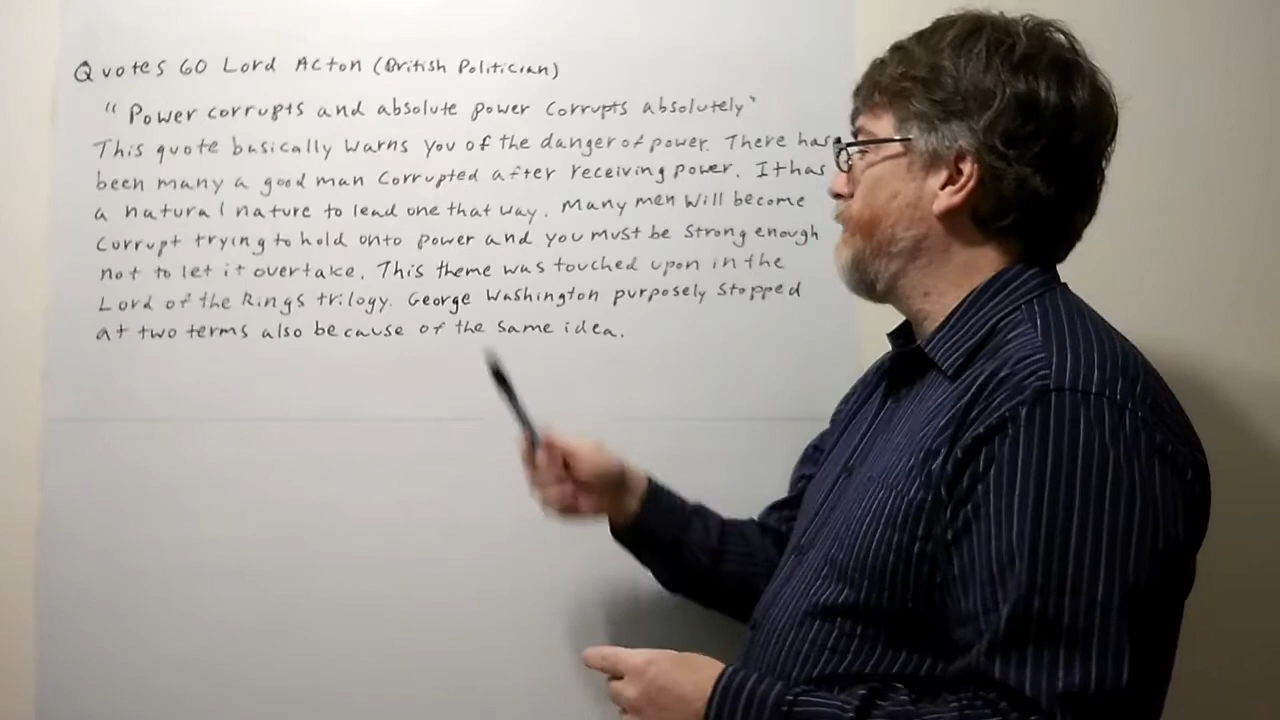 Quotes 60 Lord Acton (British Politician)
"Power corrupts and absolute power corrupts absolutely"
This quote basically warns you of the danger of power. There has
been many a good man corrupted after receiving power. It has
a natural nature to lead one that way. Many men will become
corrupt trying to hold onto power and you must be strong enough
not to let it overtake. This theme was touched upon in the
Lord of the Rings trilogy. George Washington purposely stopped
at two terms also because of the same idea.